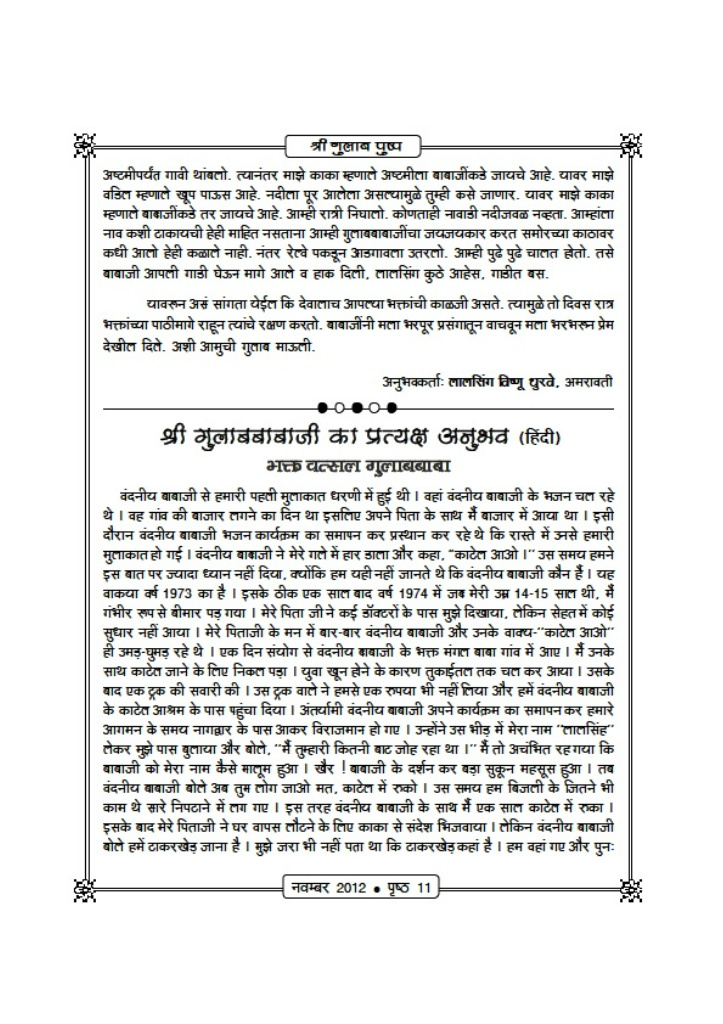 श्री गुलाब पुष्प
अष्टमीपर्यंत गावी थांबलो. त्यानंतर माझे काका म्हणाले अष्टमीला बाबाजींकडे जायचे आहे. यावर माझे
वडिल म्हणाले खूप पाऊस आहे. नदीला पूर आलेला असल्यामुळे तुम्ही कसे जाणार. यावर माझे काका
म्हणाले बाबाजींकडे तर जायचे आहे. आम्ही रात्री निघालो. कोणताही नावाडी नदीजवळ नव्हता. आम्हांला
नाव कशी टाकायची हेही माहित नसताना आम्ही गुलाबबाबाजींचा जयजयकार करत समोरच्या काठावर
कधी आलो हेही कळाले नाही. नंतर रेल्वे पकडून आडगावला उतरलो. आम्ही पुढे पुढे चालत होतो. तसे
बाबाजी आपली गाडी घेऊन मागे आले व हाक दिली, लालसिंग कुठे आहेस, गाडीत बस.
यावरुन असं सांगता येईल कि देवालाच आपल्या भक्तांची काळजी असते. त्यामुळे तो दिवस रात्र
भक्तांच्या पाठीमागे राहून त्यांचे रक्षण करतो. बाबाजींनी मला भरपूर प्रसंगातून वाचवून मला भरभरुन प्रेम
देखील दिले. अशी आमुची गुलाब माऊली.
अनुभवकर्ताः लालसिंग विष्णू धुरवे, अमरावती
श्री गुलाबबाबाजी का प्रत्यक्ष अनुभव (हिंदी)
भक्त वत्सल गुलाबबाबा
वंदनीय बाबाजी से हमारी पहली मुलाकात धरणी में हुई थी । वहां वंदनीय बाबाजी के भजन चल रहे
थे । वह गांव की बाजार लगने का दिन था इसलिए अपने पिता के साथ मैं बाजार में आया था । इसी
दौरान वंदनीय बाबाजी भजन कार्यक्रम का समापन कर प्रस्थान कर रहे थे कि रास्ते में उनसे हमारी
मुलाकात हो गई । वंदनीय बाबाजी ने मेरे गले में हार डाला और कहा, "काटेल आओ ।" उस समय हमने
इस बात पर ज्यादा ध्यान नहीं दिया, क्योंकि हम यही नहीं जानते थे कि वंदनीय बाबाजी कौन हैं । यह
वाकया वर्ष 1973 का है । इसके ठीक एक साल बाद वर्ष 1974 में जब मेरी उम्र 14-15 साल थी, मैं
गंभीर रूप से बीमार पड़ गया । मेरे पिता जी ने कई डॉक्टरों के पास मुझे दिखाया, लेकिन सेहत में कोई
सुधार नहीं आया । मेरे पिताजी के मन में बार-बार वंदनीय बाबाजी और उनके वाक्य-"काटेल आओ"
ही उमड़-घुमड़ रहे थे । एक दिन संयोग से वंदनीय बाबाजी के भक्त मंगल बाबा गांव में आए । मैं उनके
साथ काटेल जाने के लिए निकल पड़ा । युवा खून होने के कारण तुकाईतल तक चल कर आया । उसके
बाद एक ट्रक की सवारी की । उस ट्रक वाले ने हमसे एक रुपया भी नहीं लिया और हमें वंदनीय बाबाजी
के काटेल आश्रम के पास पहुंचा दिया । अंतर्यामी वंदनीय बाबाजी अपने कार्यक्रम का समापन कर हमारे
आगमन के समय नागद्वार के पास आकर विराजमान हो गए । उन्होंने उस भीड़ में मेरा नाम "लालसिंह"
लेकर मुझे पास बुलाया और बोले, "मैं तुम्हारी कितनी बाट जोह रहा था ।" मैं तो अचंभित रह गया कि
बाबाजी को मेरा नाम कैसे मालूम हुआ । खैर ! बाबाजी के दर्शन कर बड़ा सुकून महसूस हुआ । तब
वंदनीय बाबाजी बोले अब तुम लोग जाओ मत, काटेल में रुको । उस समय हम बिजली के जितने भी
काम थे सारे निपटाने में लग गए । इस तरह वंदनीय बाबाजी के साथ मैं एक साल काटेल में रुका ।
इसके बाद मेरे पिताजी ने घर वापस लौटने के लिए काका से संदेश भिजवाया । लेकिन वंदनीय बाबाजी
बोले हमें टाकरखेड़ जाना है । मुझे जरा भी नहीं पता था कि टाकरखेड़ कहां है । हम वहां गए और पुनः
नवम्बर 2012 ● पृष्ठ 11